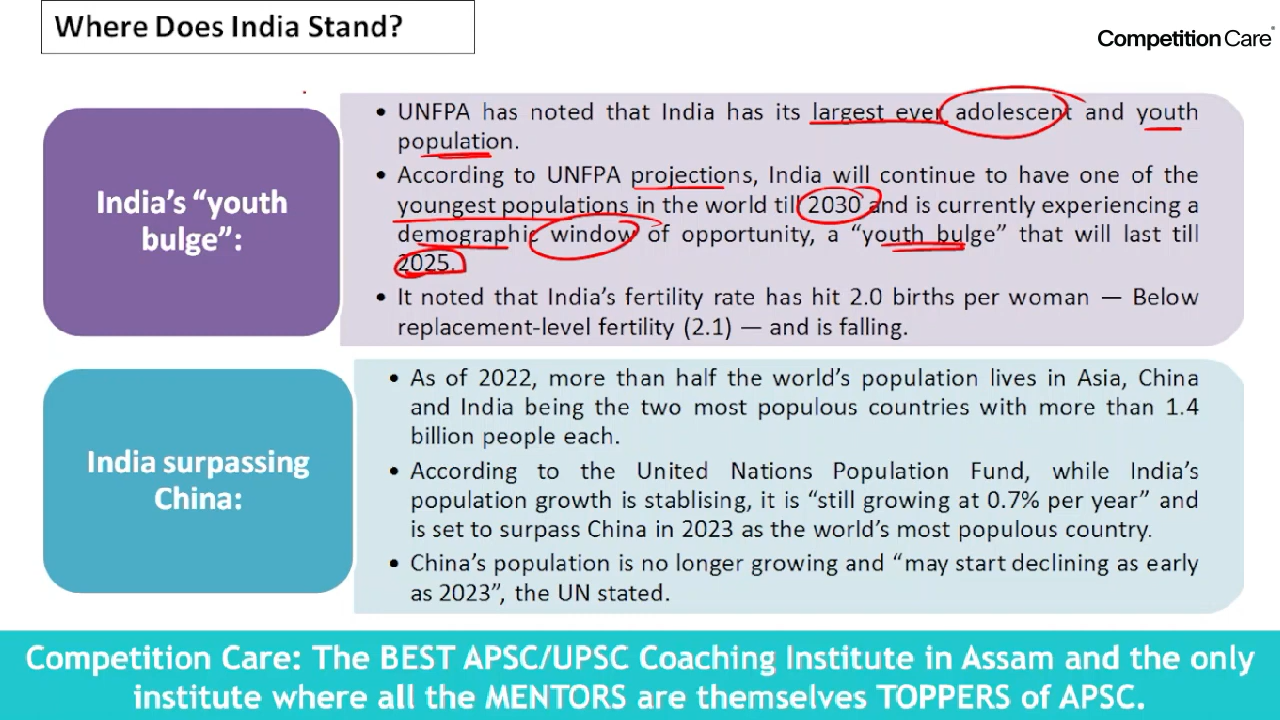 Where Does India Stand?
Competition Care
India's “youth
bulge”:
• UNFPA has noted that India has its largest ever adolescent and youth
population.
• According to UNFPA projections, India will continue to have one of the
youngest populations in the world till 2030 and is currently experiencing a
demographic window of opportunity, a “youth bulge” that will last till
2025.
• It noted that India's fertility rate has hit 2.0 births per woman — Below
replacement-level fertility (2.1) — and is falling.
India surpassing
China:
• As of 2022, more than half the world's population lives in Asia, China
and India being the two most populous countries with more than 1.4
billion people each.
• According to the United Nations Population Fund, while India's
population growth is stablising, it is “still growing at 0.7% per year” and
is set to surpass China in 2023 as the world's most populous country.
• China's population is no longer growing and “may start declining as early
as 2023”, the UN stated.
Competition Care: The BEST APSC/UPSC Coaching Institute in Assam and the only
institute where all the MENTORS are themselves TOPPERS of APSC.